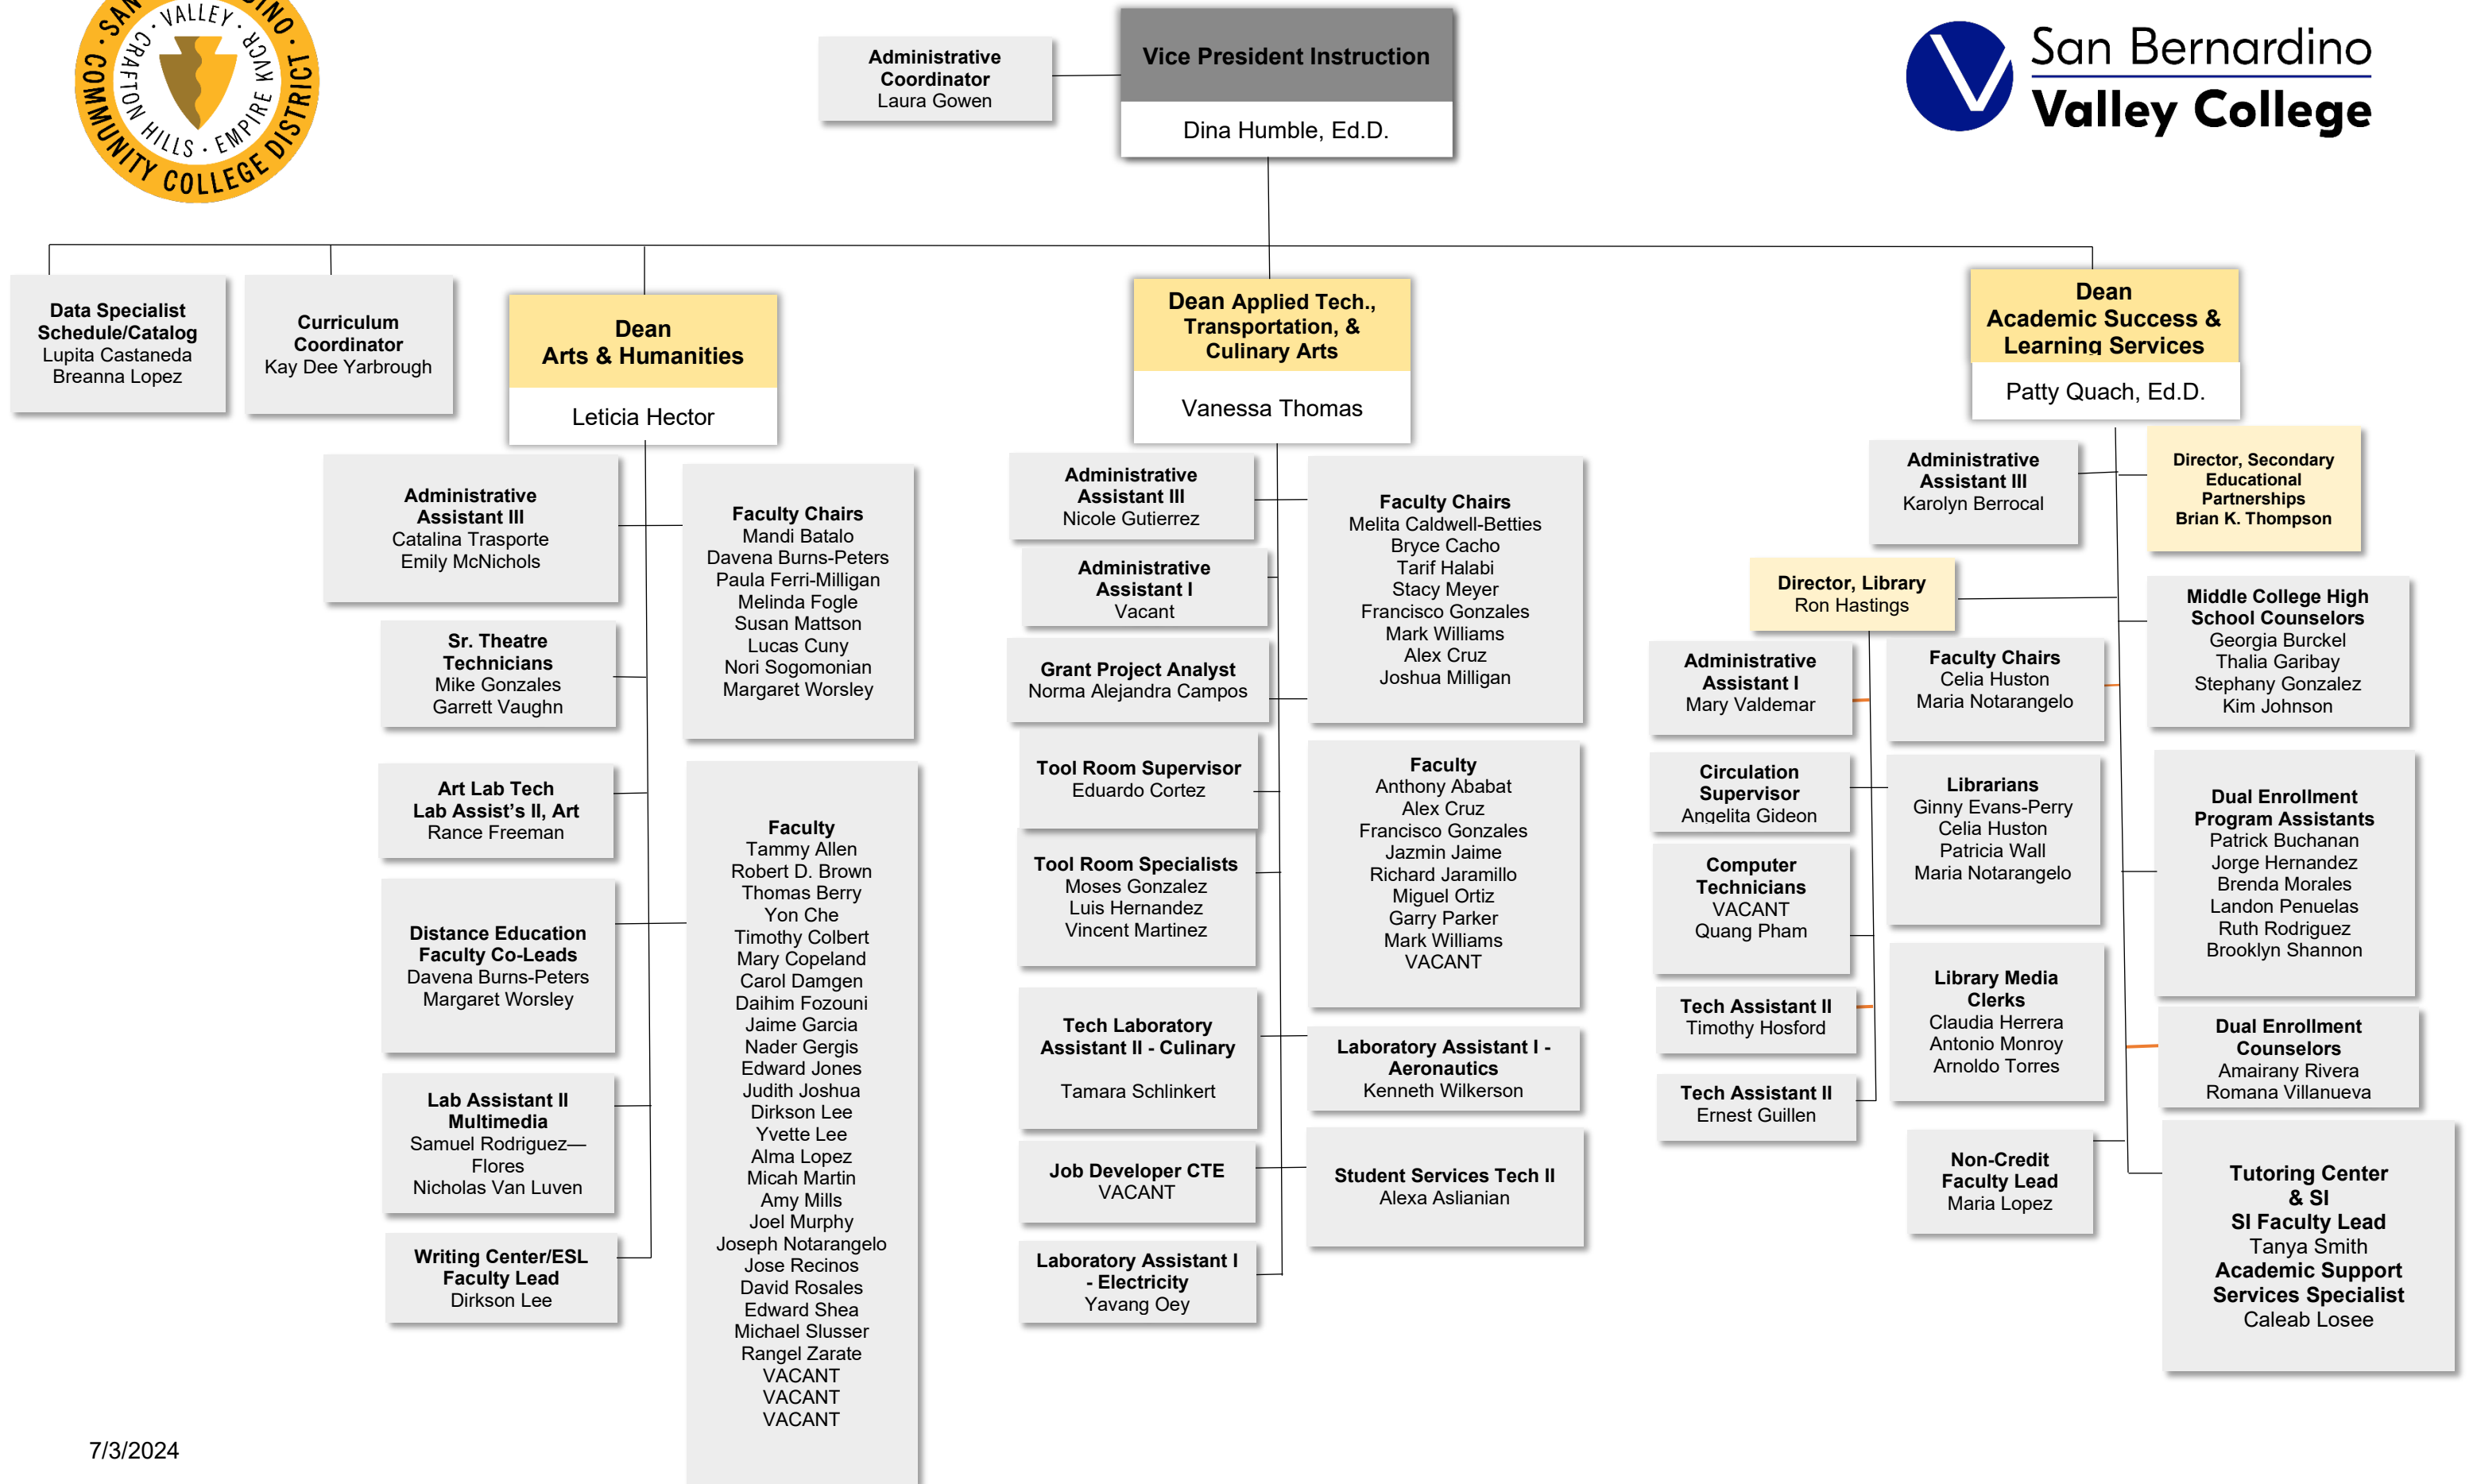 SAN
DINO
COMMUNITY COLLEGE DISTRICT
VALLEY · KVCR · EMPIRE · CRAFTON HILLS
Administrative
Coordinator
Laura Gowen
Vice President Instruction
Dina Humble, Ed.D.
San Bernardino
Valley College
Data Specialist
Schedule/Catalog
Lupita Castaneda
Breanna Lopez
Curriculum
Coordinator
Kay Dee Yarbrough
Dean
Arts & Humanities
Leticia Hector
Administrative
Assistant III
Catalina Trasporte
Emily McNichols
Sr. Theatre
Technicians
Mike Gonzales
Garrett Vaughn
Art Lab Tech
Lab Assist's II, Art
Rance Freeman
Distance Education
Faculty Co-Leads
Davena Burns-Peters
Margaret Worsley
Lab Assistant II
Multimedia
Samuel Rodriguez—
Flores
Nicholas Van Luven
Writing Center/ESL
Faculty Lead
Dirkson Lee
Faculty Chairs
Mandi Batalo
Davena Burns-Peters
Paula Ferri-Milligan
Melinda Fogle
Susan Mattson
Lucas Cuny
Nori Sogomonian
Margaret Worsley
Faculty
Tammy Allen
Robert D. Brown
Thomas Berry
Yon Che
Timothy Colbert
Mary Copeland
Carol Damgen
Daihim Fozouni
Jaime Garcia
Nader Gergis
Edward Jones
Judith Joshua
Dirkson Lee
Yvette Lee
Alma Lopez
Micah Martin
Amy Mills
Joel Murphy
Joseph Notarangelo
Jose Recinos
David Rosales
Edward Shea
Michael Slusser
Rangel Zarate
VACANT
VACANT
VACANT
Dean Applied Tech.,
Transportation, &
Culinary Arts
Vanessa Thomas
Administrative
Assistant III
Nicole Gutierrez
Administrative
Assistant I
Vacant
Grant Project Analyst
Norma Alejandra Campos
Tool Room Supervisor
Eduardo Cortez
Tool Room Specialists
Moses Gonzalez
Luis Hernandez
Vincent Martinez
Tech Laboratory
Assistant II - Culinary
Tamara Schlinkert
Job Developer CTE
VACANT
Laboratory Assistant I
- Electricity
Yavang Oey
Faculty Chairs
Melita Caldwell-Betties
Bryce Cacho
Tarif Halabi
Stacy Meyer
Francisco Gonzales
Mark Williams
Alex Cruz
Joshua Milligan
Faculty
Anthony Ababat
Alex Cruz
Francisco Gonzales
Jazmin Jaime
Richard Jaramillo
Miguel Ortiz
Garry Parker
Mark Williams
VACANT
Laboratory Assistant I -
Aeronautics
Kenneth Wilkerson
Student Services Tech II
Alexa Aslianian
Dean
Academic Success &
Learning Services
Patty Quach, Ed.D.
Administrative
Assistant III
Karolyn Berrocal
Director, Secondary
Educational
Partnerships
Brian K. Thompson
Director, Library
Ron Hastings
Administrative
Assistant I
Mary Valdemar
Circulation
Supervisor
Angelita Gideon
Computer
Technicians
VACANT
Quang Pham
Tech Assistant II
Timothy Hosford
Tech Assistant II
Ernest Guillen
Faculty Chairs
Celia Huston
Maria Notarangelo
Librarians
Ginny Evans-Perry
Celia Huston
Patricia Wall
Maria Notarangelo
Library Media
Clerks
Claudia Herrera
Antonio Monroy
Arnoldo Torres
Non-Credit
Faculty Lead
Maria Lopez
Middle College High
School Counselors
Georgia Burckel
Thalia Garibay
Stephany Gonzalez
Kim Johnson
Dual Enrollment
Program Assistants
Patrick Buchanan
Jorge Hernandez
Brenda Morales
Landon Penuelas
Ruth Rodriguez
Brooklyn Shannon
Dual Enrollment
Counselors
Amairany Rivera
Romana Villanueva
Tutoring Center
& SI
SI Faculty Lead
Tanya Smith
Academic Support
Services Specialist
Caleab Losee
7/3/2024